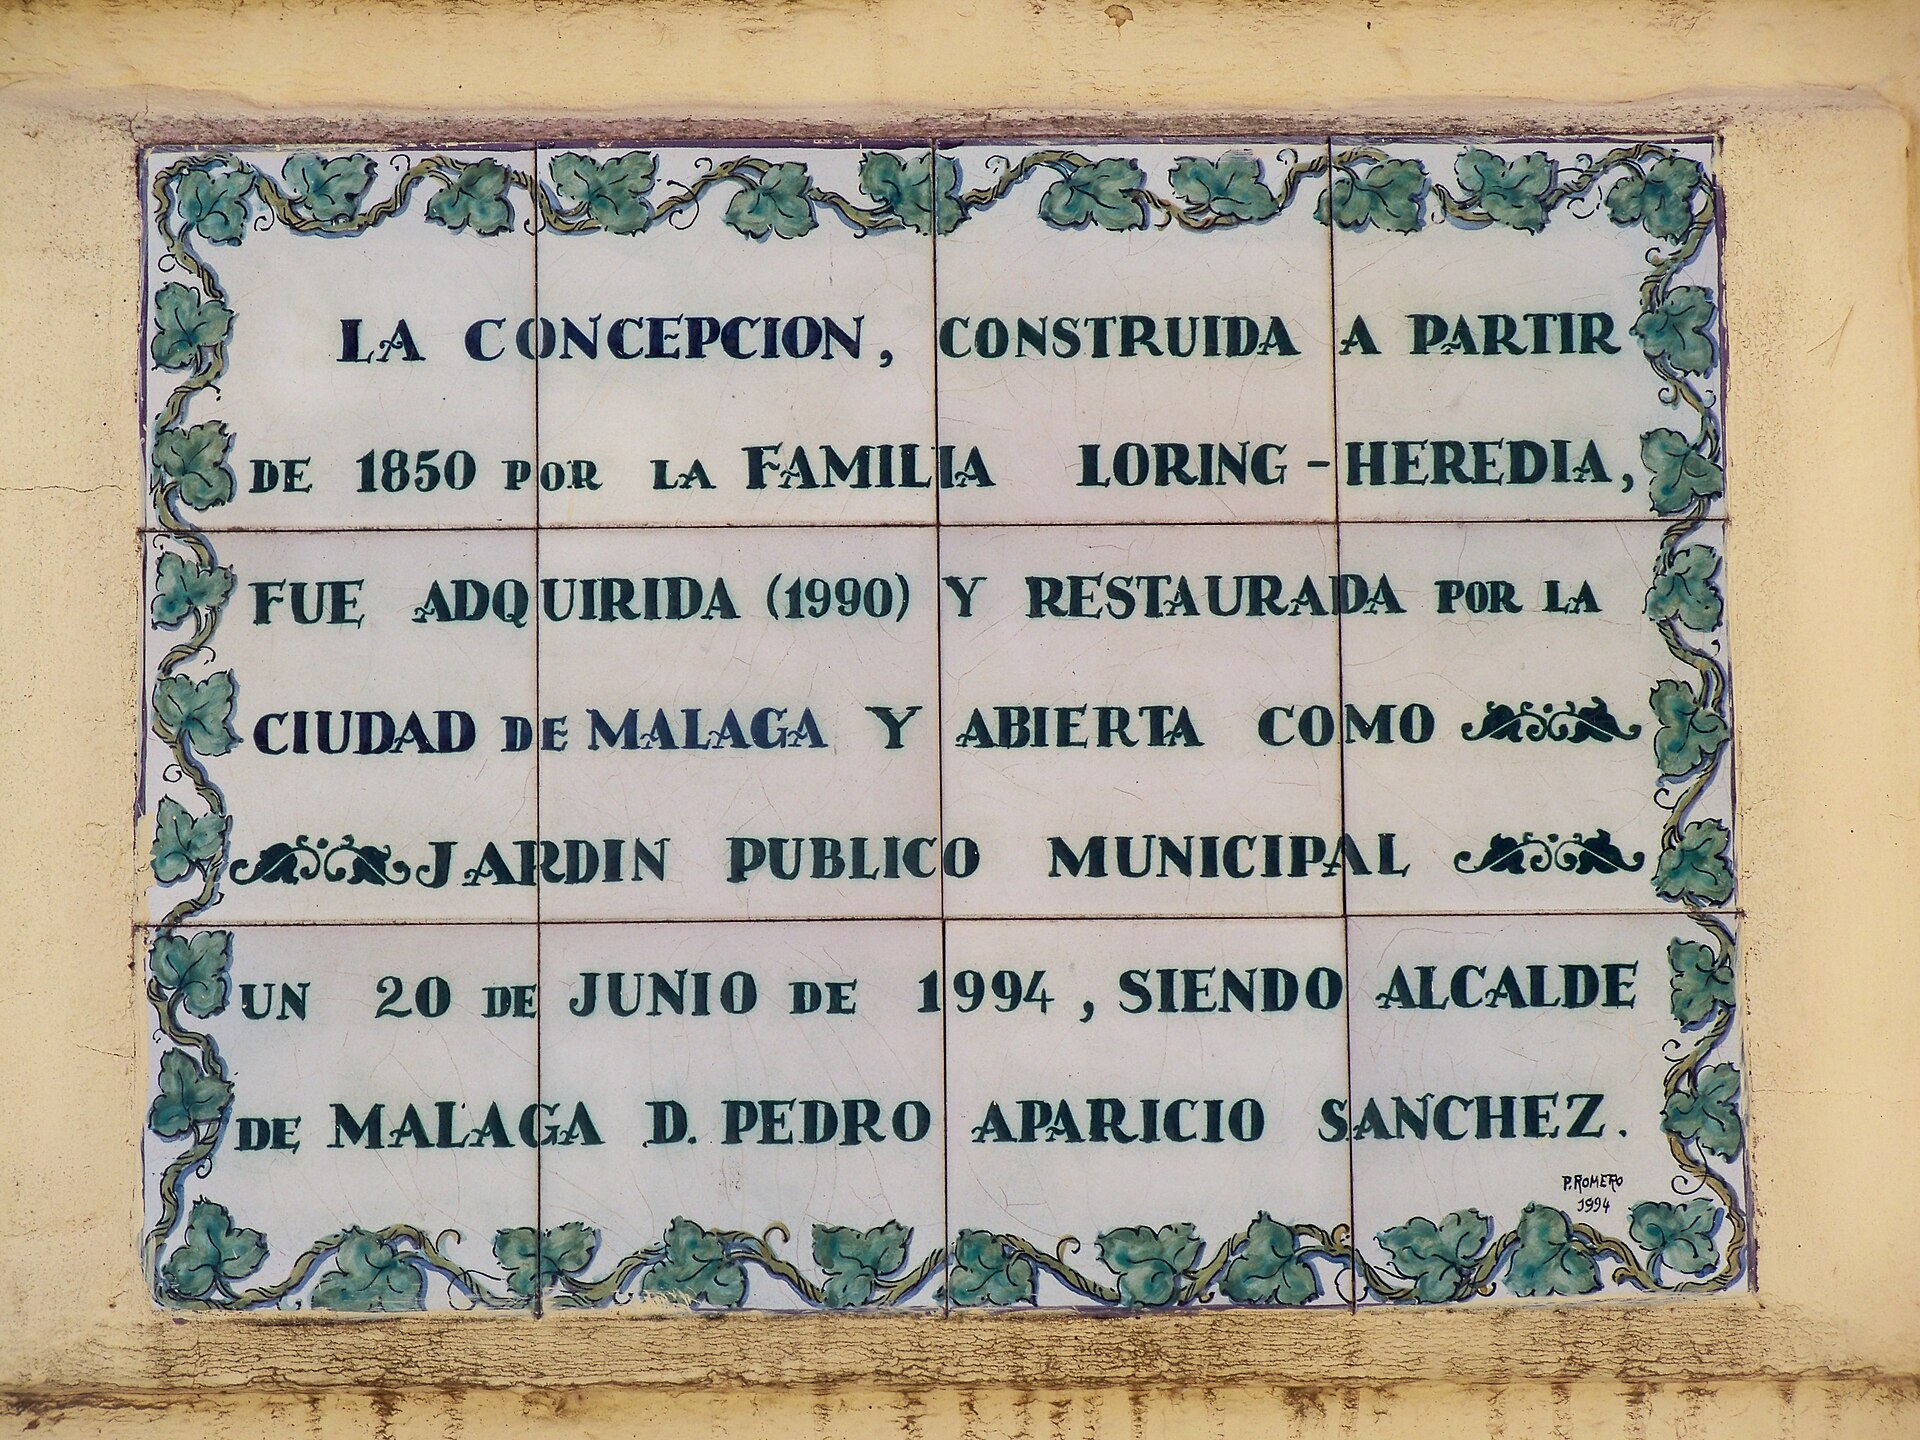 LA CONCEPCION, CONSTRUIDA A PARTIR
DE 1850 POR LA FAMILIA LORING-HEREDIA,
FUE ADQUIRIDA (1990) Y RESTAURADA POR LA
CIUDAD DE MALAGA Y ABIERTA COMO
JARDIN PUBLICO MUNICIPAL
UN 20 DE JUNIO DE 1994, SIENDO ALCALDE
DE MALAGA D. PEDRO APARICIO SANCHEZ.
P. ROMERO
1994